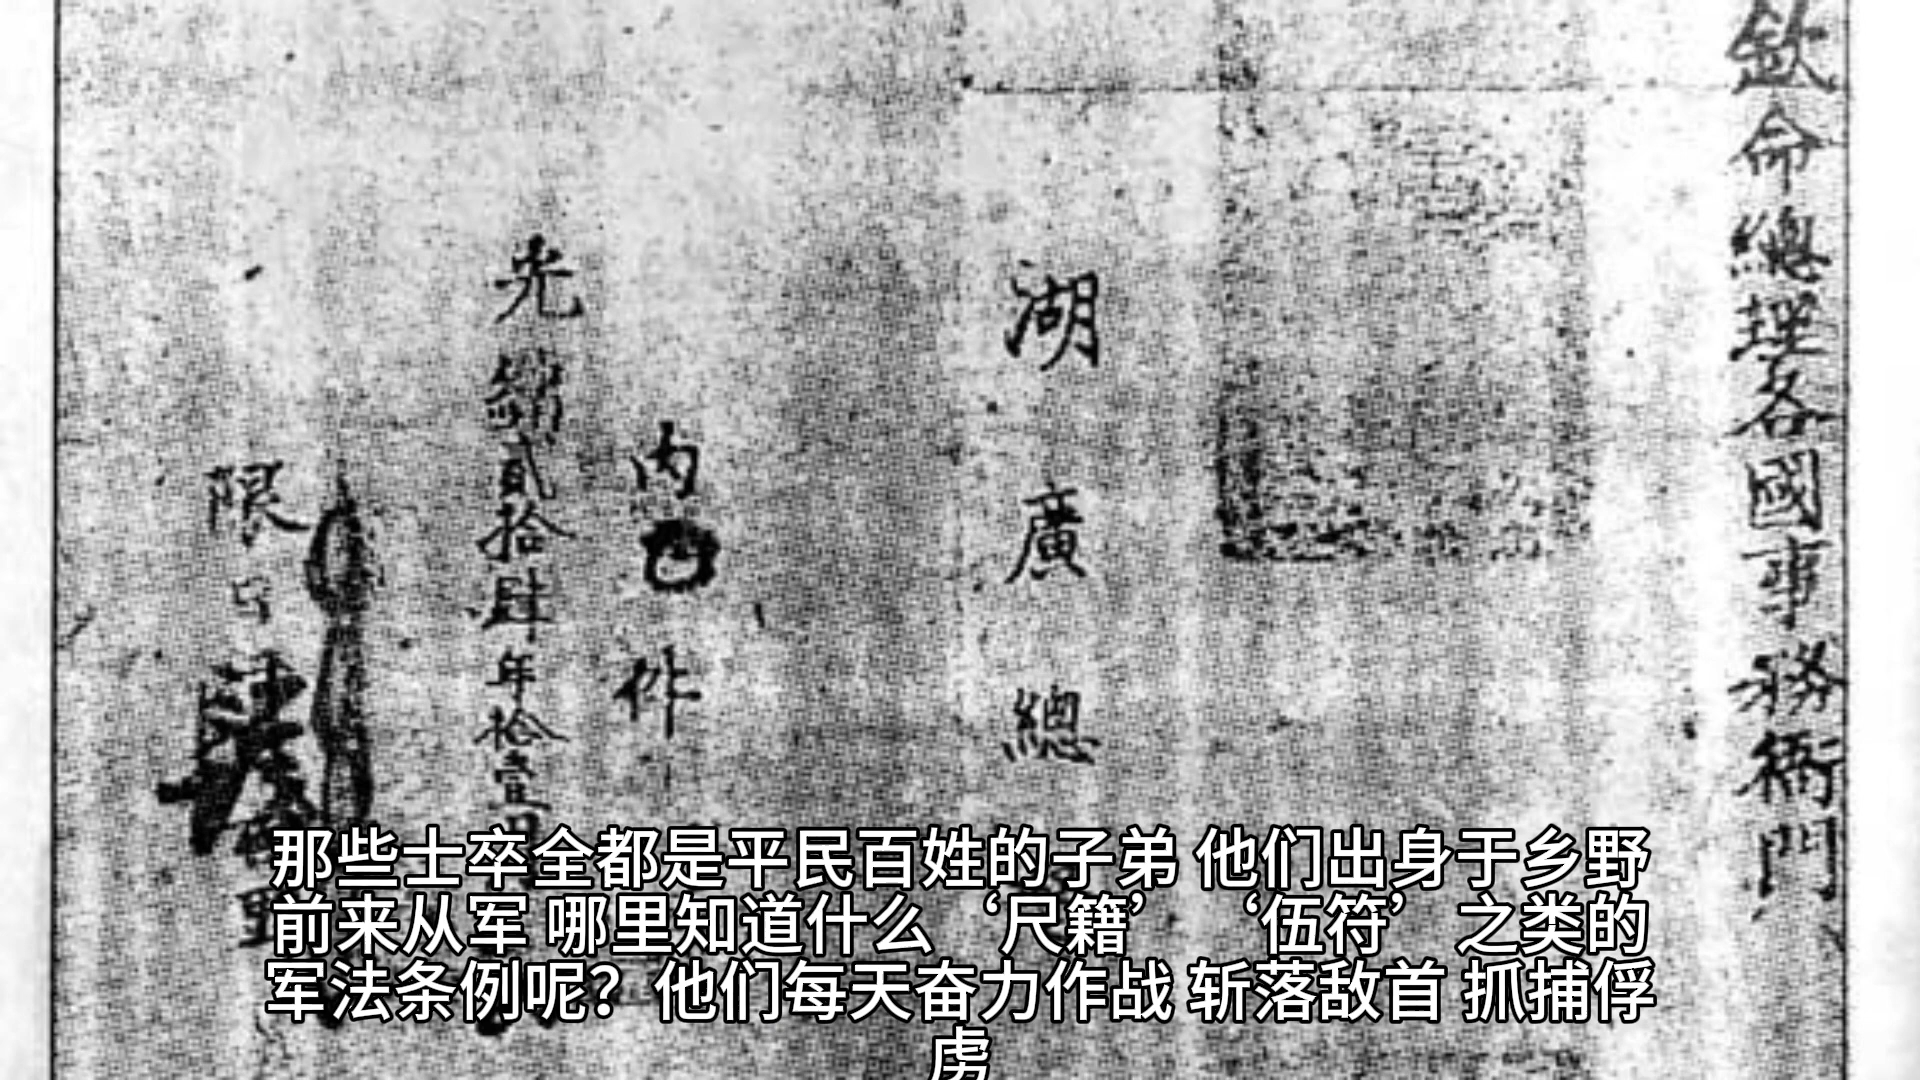 欽命總理各國事務衙門
湖廣總
內 件
光緒貳拾肆年拾壹
限
那些士卒全都是平民百姓的子弟 他们出身于乡野
前来从军 哪里知道什么‘尺籍’ ‘伍符’之类的
军法条例呢？他们每天奋力作战 斩落敌首 抓捕俘
虏